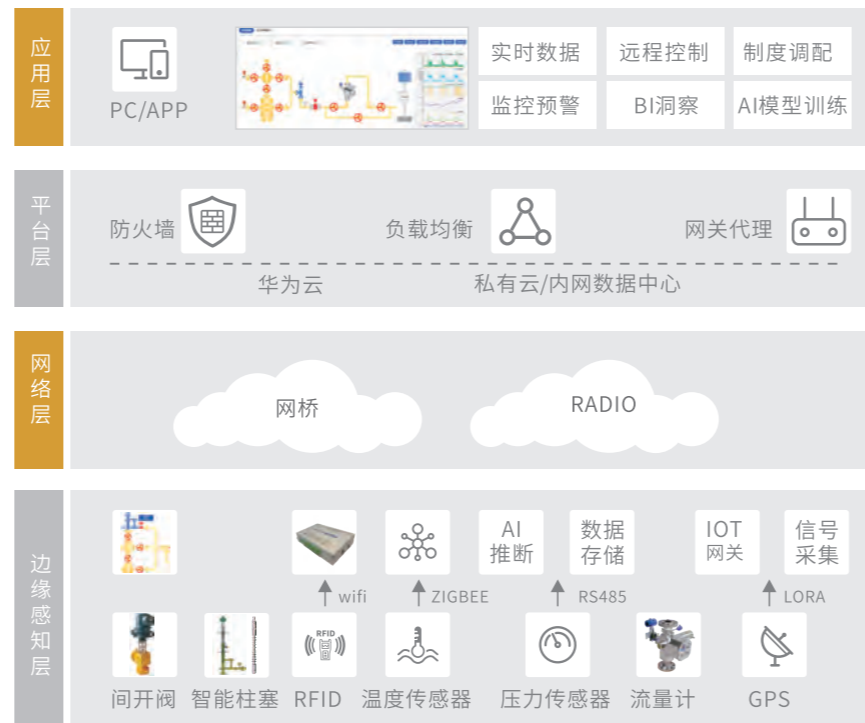 应用层
PC/APP
实时数据
远程控制
制度调配
监控预警
BI洞察
AI模型训练
平台层
防火墙
负载均衡
网关代理
华为云
私有云/内网数据中心
网络层
网桥
RADIO
边缘感知层
AI
推断
数据
存储
IOT
网关
信号
采集
wifi
ZIGBEE
RS485
LORA
RFID
间开阀
智能柱塞
RFID
温度传感器
压力传感器
流量计
GPS